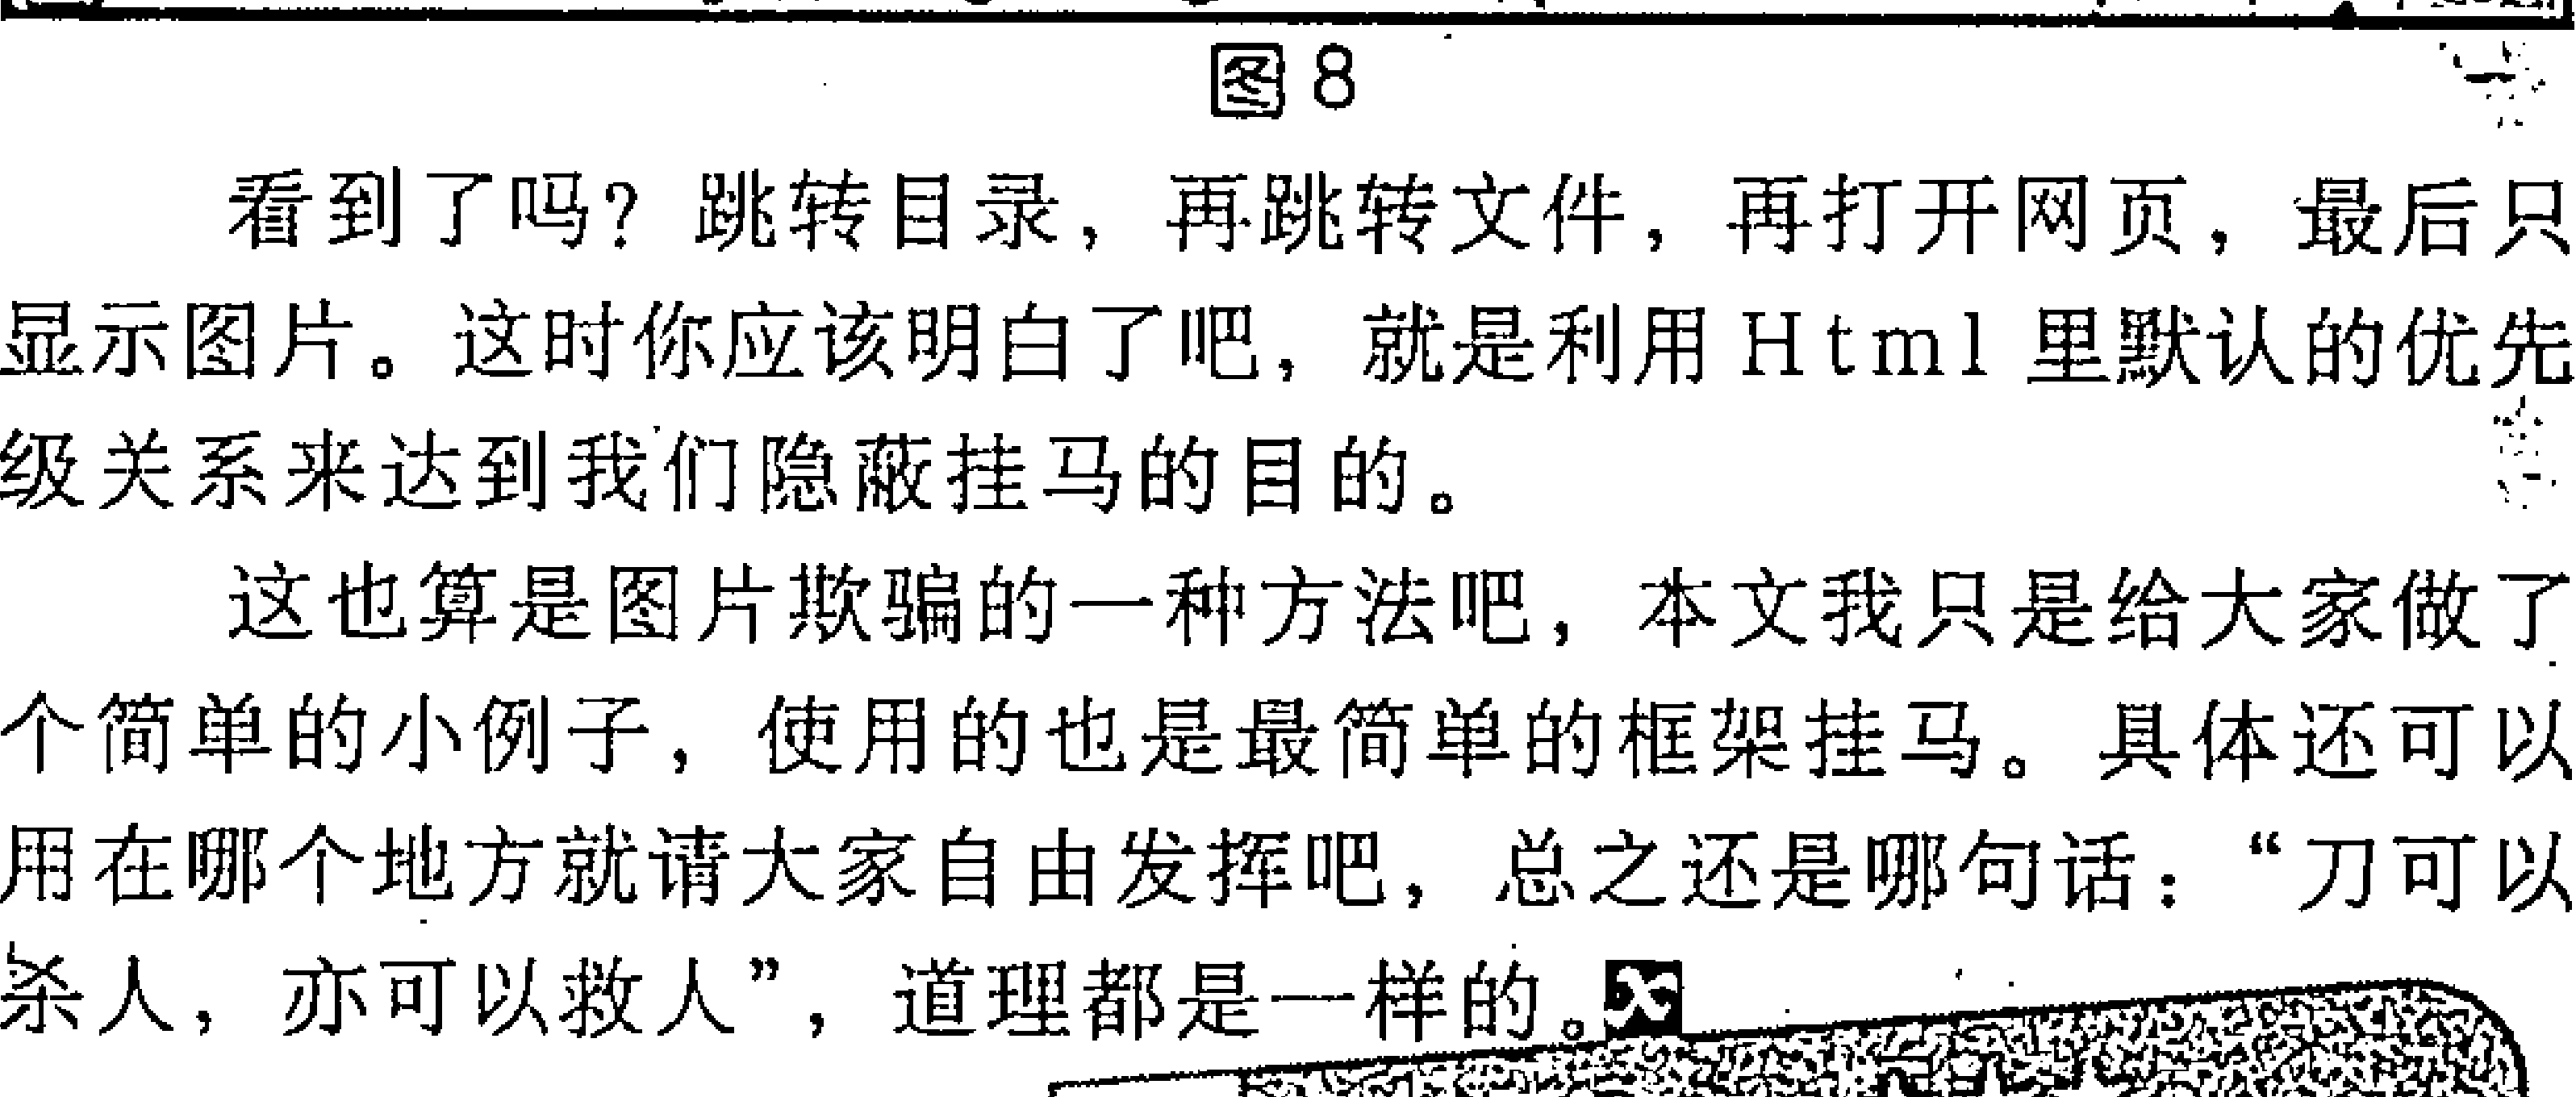 图8
看到了吗？跳转目录，再跳转文件，再打开网页，最后只
显示图片。这时你应该明白了吧，就是利用Html里默认的优先
级关系来达到我们隐蔽挂马的目的。
这也算是图片欺骗的一种方法吧，本文我只是给大家做了
个简单的小例子，使用的也是最简单的框架挂马。具体还可以
用在哪个地方就请大家自由发挥吧，总之还是哪句话：“刀可以
杀人，亦可以救人”，道理都是一样的。